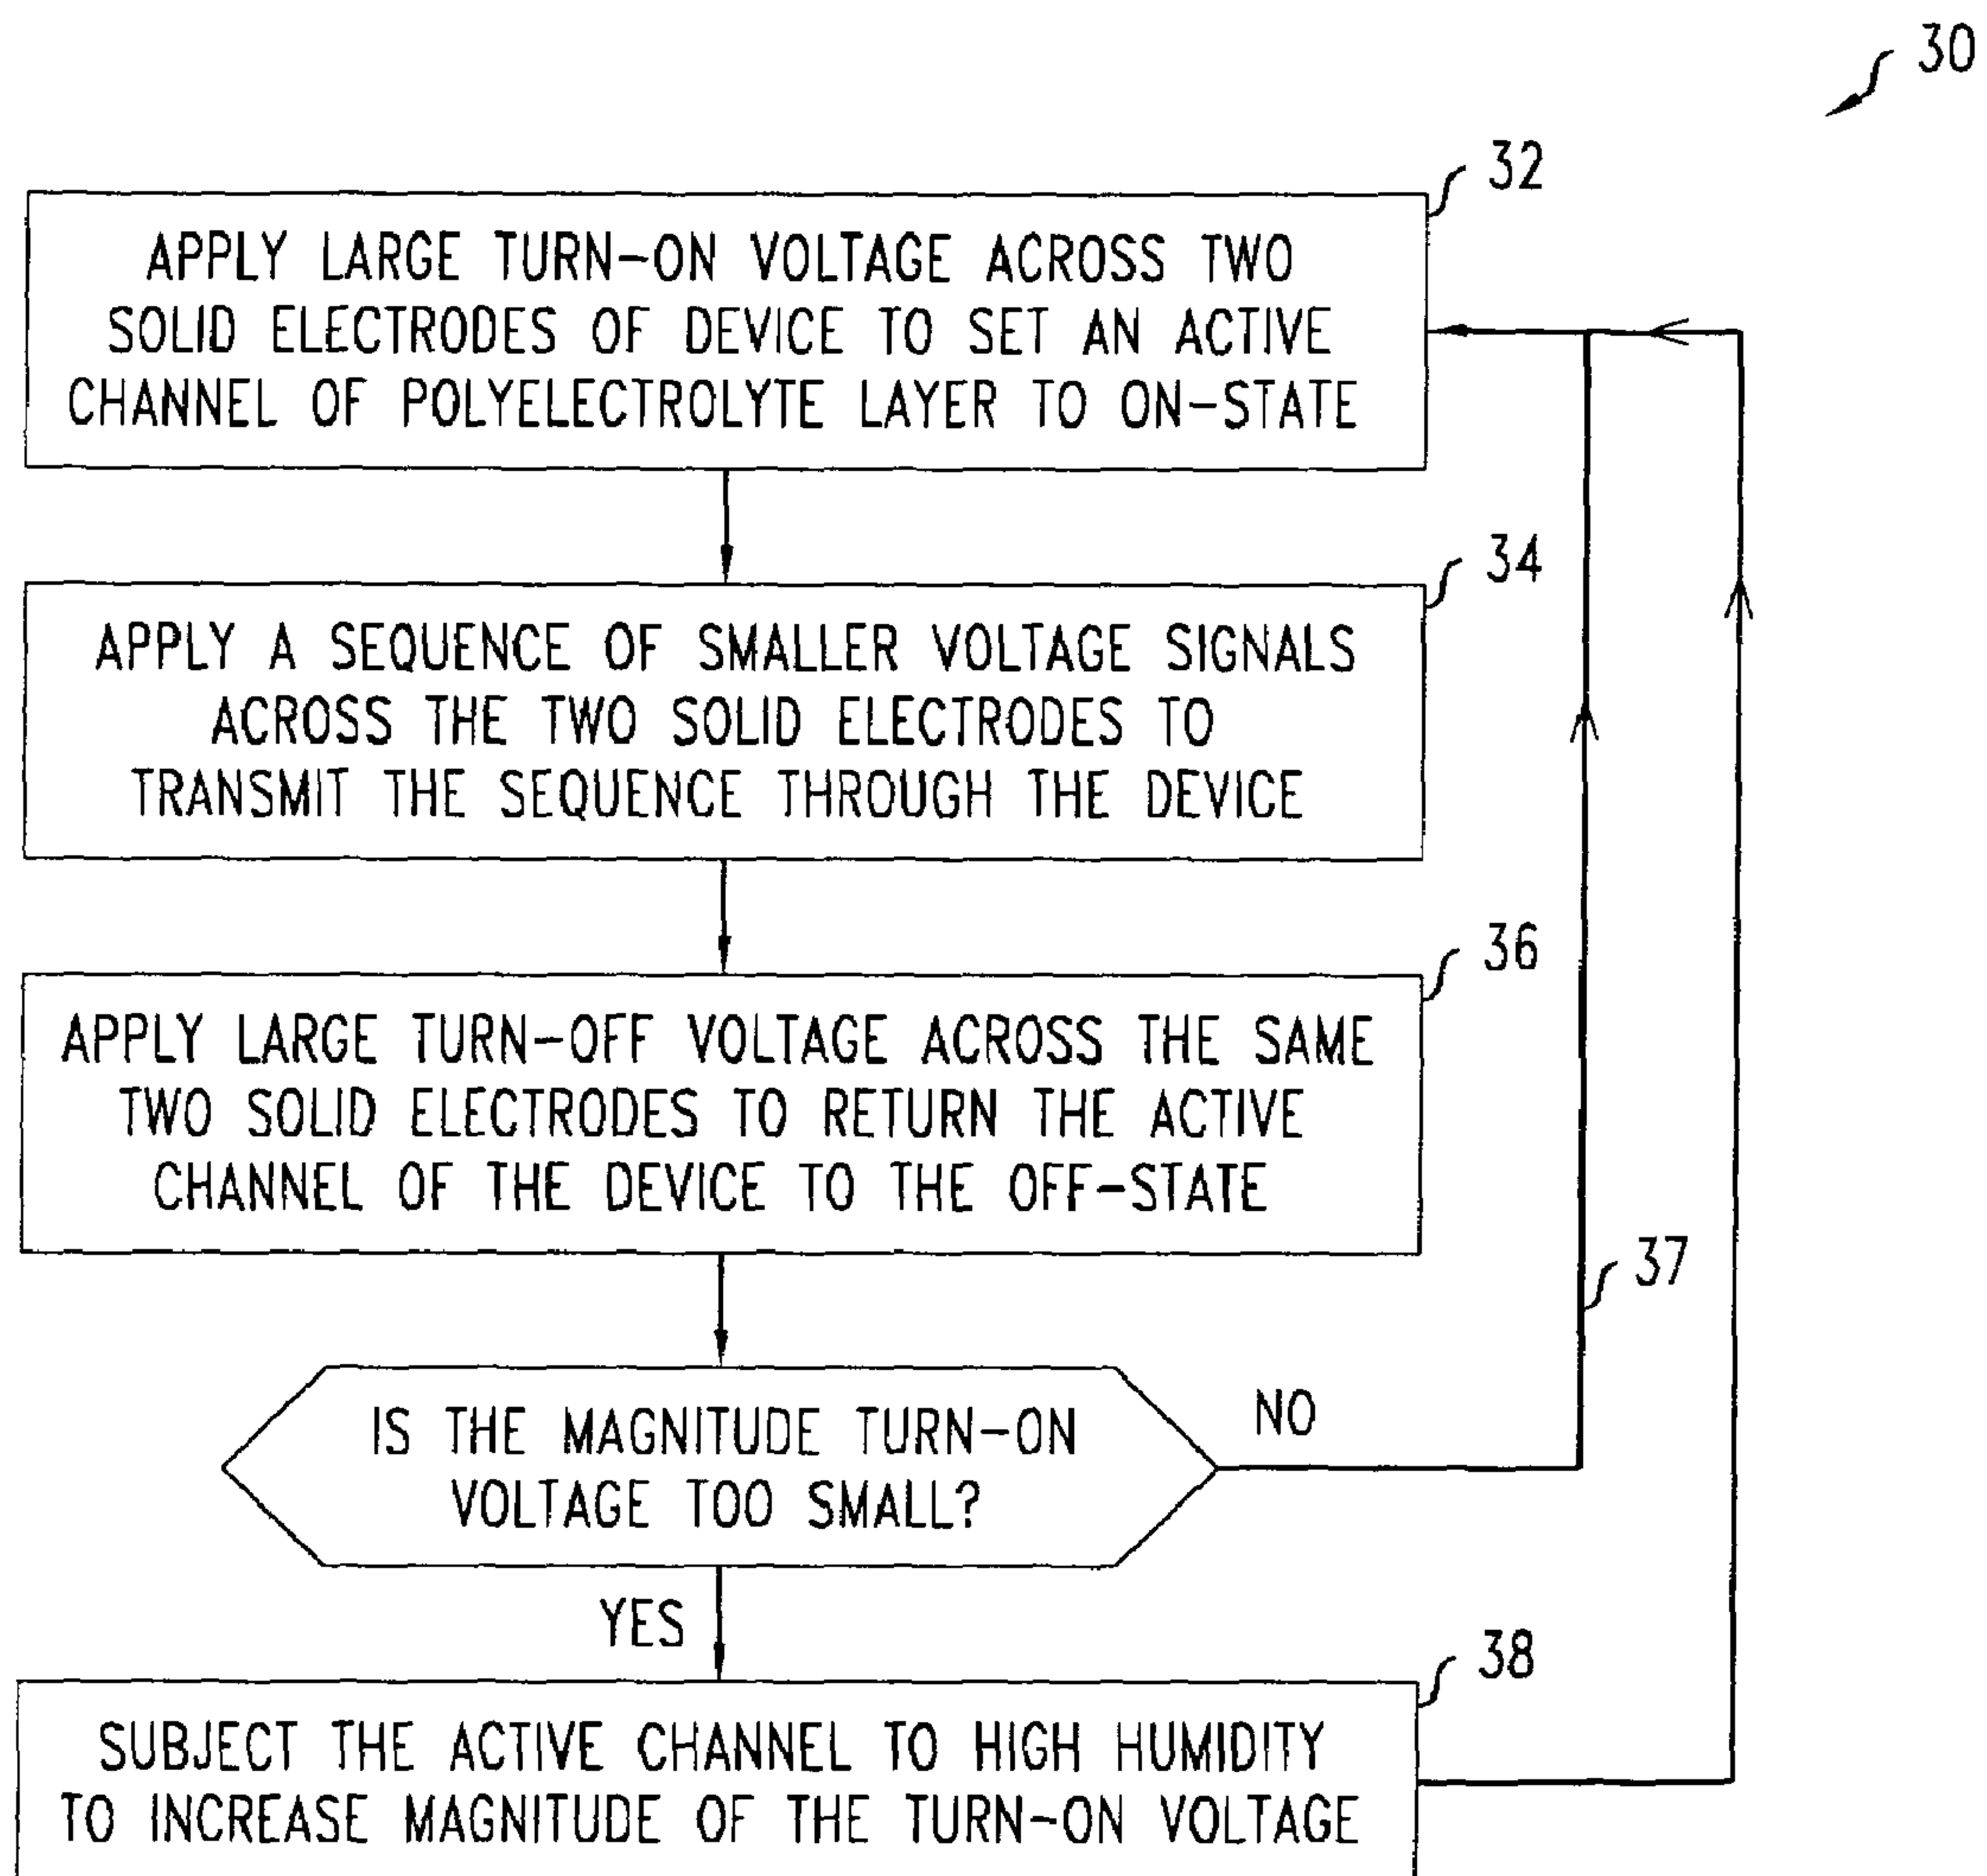 30
32
APPLY LARGE TURN-ON VOLTAGE ACROSS TWO
SOLID ELECTRODES OF DEVICE TO SET AN ACTIVE
CHANNEL OF POLYELECTROLYTE LAYER TO ON-STATE
34
APPLY A SEQUENCE OF SMALLER VOLTAGE SIGNALS
ACROSS THE TWO SOLID ELECTRODES TO
TRANSMIT THE SEQUENCE THROUGH THE DEVICE
36
APPLY LARGE TURN-OFF VOLTAGE ACROSS THE SAME
TWO SOLID ELECTRODES TO RETURN THE ACTIVE
CHANNEL OF THE DEVICE TO THE OFF-STATE
37
IS THE MAGNITUDE TURN-ON
VOLTAGE TOO SMALL?
NO
YES
38
SUBJECT THE ACTIVE CHANNEL TO HIGH HUMIDITY
TO INCREASE MAGNITUDE OF THE TURN-ON VOLTAGE